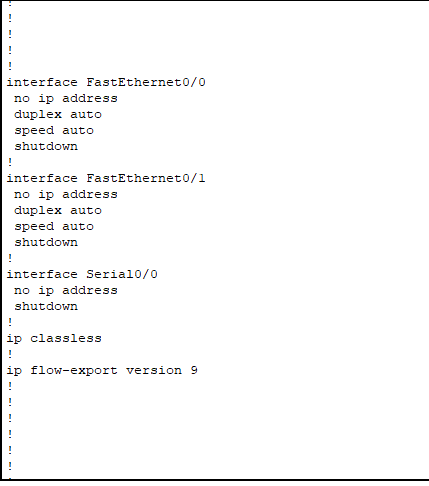 !
!
!
!
!
interface FastEthernet0/0
 no ip address
 duplex auto
 speed auto
 shutdown
!
interface FastEthernet0/1
 no ip address
 duplex auto
 speed auto
 shutdown
!
interface Serial0/0
 no ip address
 shutdown
!
ip classless
!
ip flow-export version 9
!
!
!
!
!
!